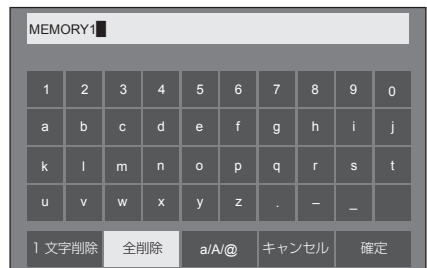 MEMORY1
1 2 3 4 5 6 7 8 9 0
a b c d e f g h i j
k l m n o p q r s t
u v w x y z . – _
1文字削除 全削除 a/A/@ キャンセル 確定